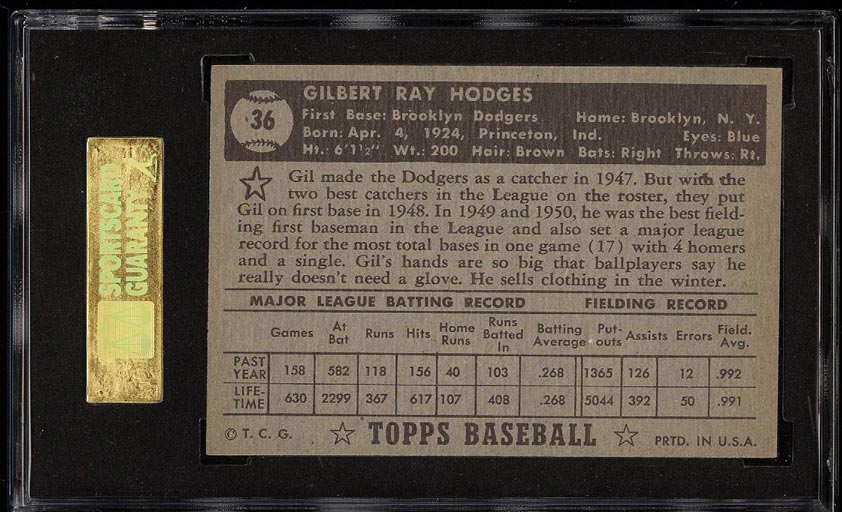 SPORTSCARD
GUARANTY
36
GILBERT RAY HODGES
First Base: Brooklyn Dodgers Home: Brooklyn, N. Y.
Born: Apr. 4, 1924, Princeton, Ind. Eyes: Blue
Ht.: 6'1½" Wt.: 200 Hair: Brown Bats: Right Throws: Rt.
Gil made the Dodgers as a catcher in 1947. But with the
two best catchers in the League on the roster, they put
Gil on first base in 1948. In 1949 and 1950, he was the best field-
ing first baseman in the League and also set a major league
record for the most total bases in one game (17) with 4 homers
and a single. Gil's hands are so big that ballplayers say he
really doesn't need a glove. He sells clothing in the winter.
MAJOR LEAGUE BATTING RECORD FIELDING RECORD
Games At Bat Runs Hits Home Runs Runs Batted In Batting Average Put-outs Assists Errors Field. Avg.
PAST YEAR 158 582 118 156 40 103 .268 1365 126 12 .992
LIFE-TIME 630 2299 367 617 107 408 .268 5044 392 50 .991
© T. C. G. TOPPS BASEBALL PRTD. IN U.S.A.